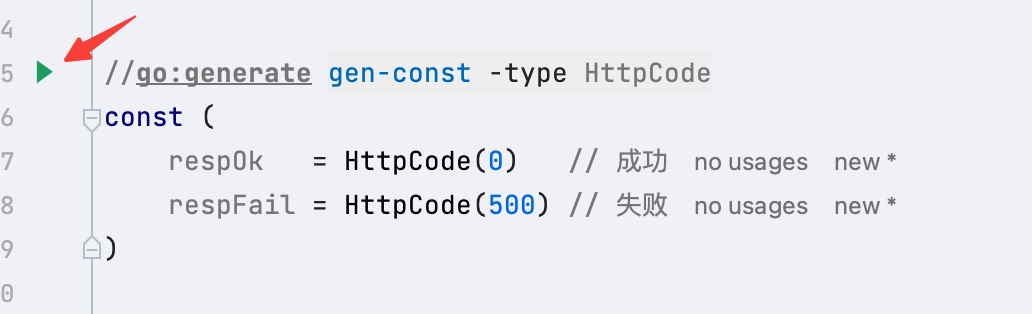 4
5 //go:generate gen-const -type HttpCode
6 const (
7 respOk = HttpCode(0) // 成功 no usages new *
8 respFail = HttpCode(500) // 失败 no usages new *
9 )
0